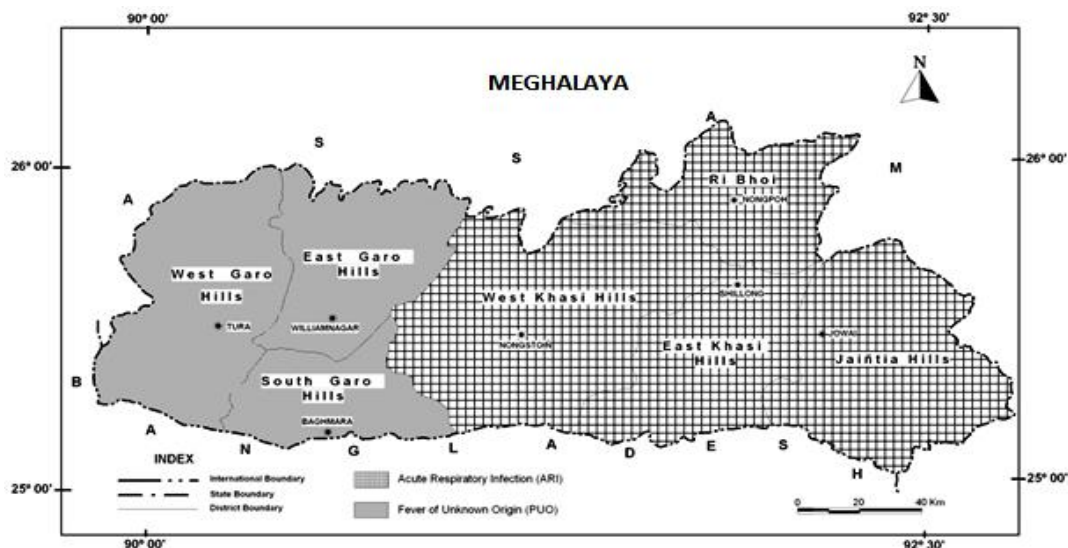 90° 00'
92° 30'
MEGHALAYA
N
A S S A M
26° 00'
26° 00'
Ri Bhoi
NONGPOH
East Garo
Hills
West Garo
Hills
West Khasi Hills
SHILLONG
TURA
WILLIAMNAGAR
NONGSTOIN
East Khasi
Hills
JOWAI
Jaintia Hills
South Garo
Hills
BAGHMARA
B A N G L A D E S H
INDEX
International Boundary
State Boundary
District Boundary
Acute Respiratory Infection (ARI)
Fever of Unknown Origin (PUO)
25° 00'
25° 00'
0 20 40 Km
90° 00'
92° 30'